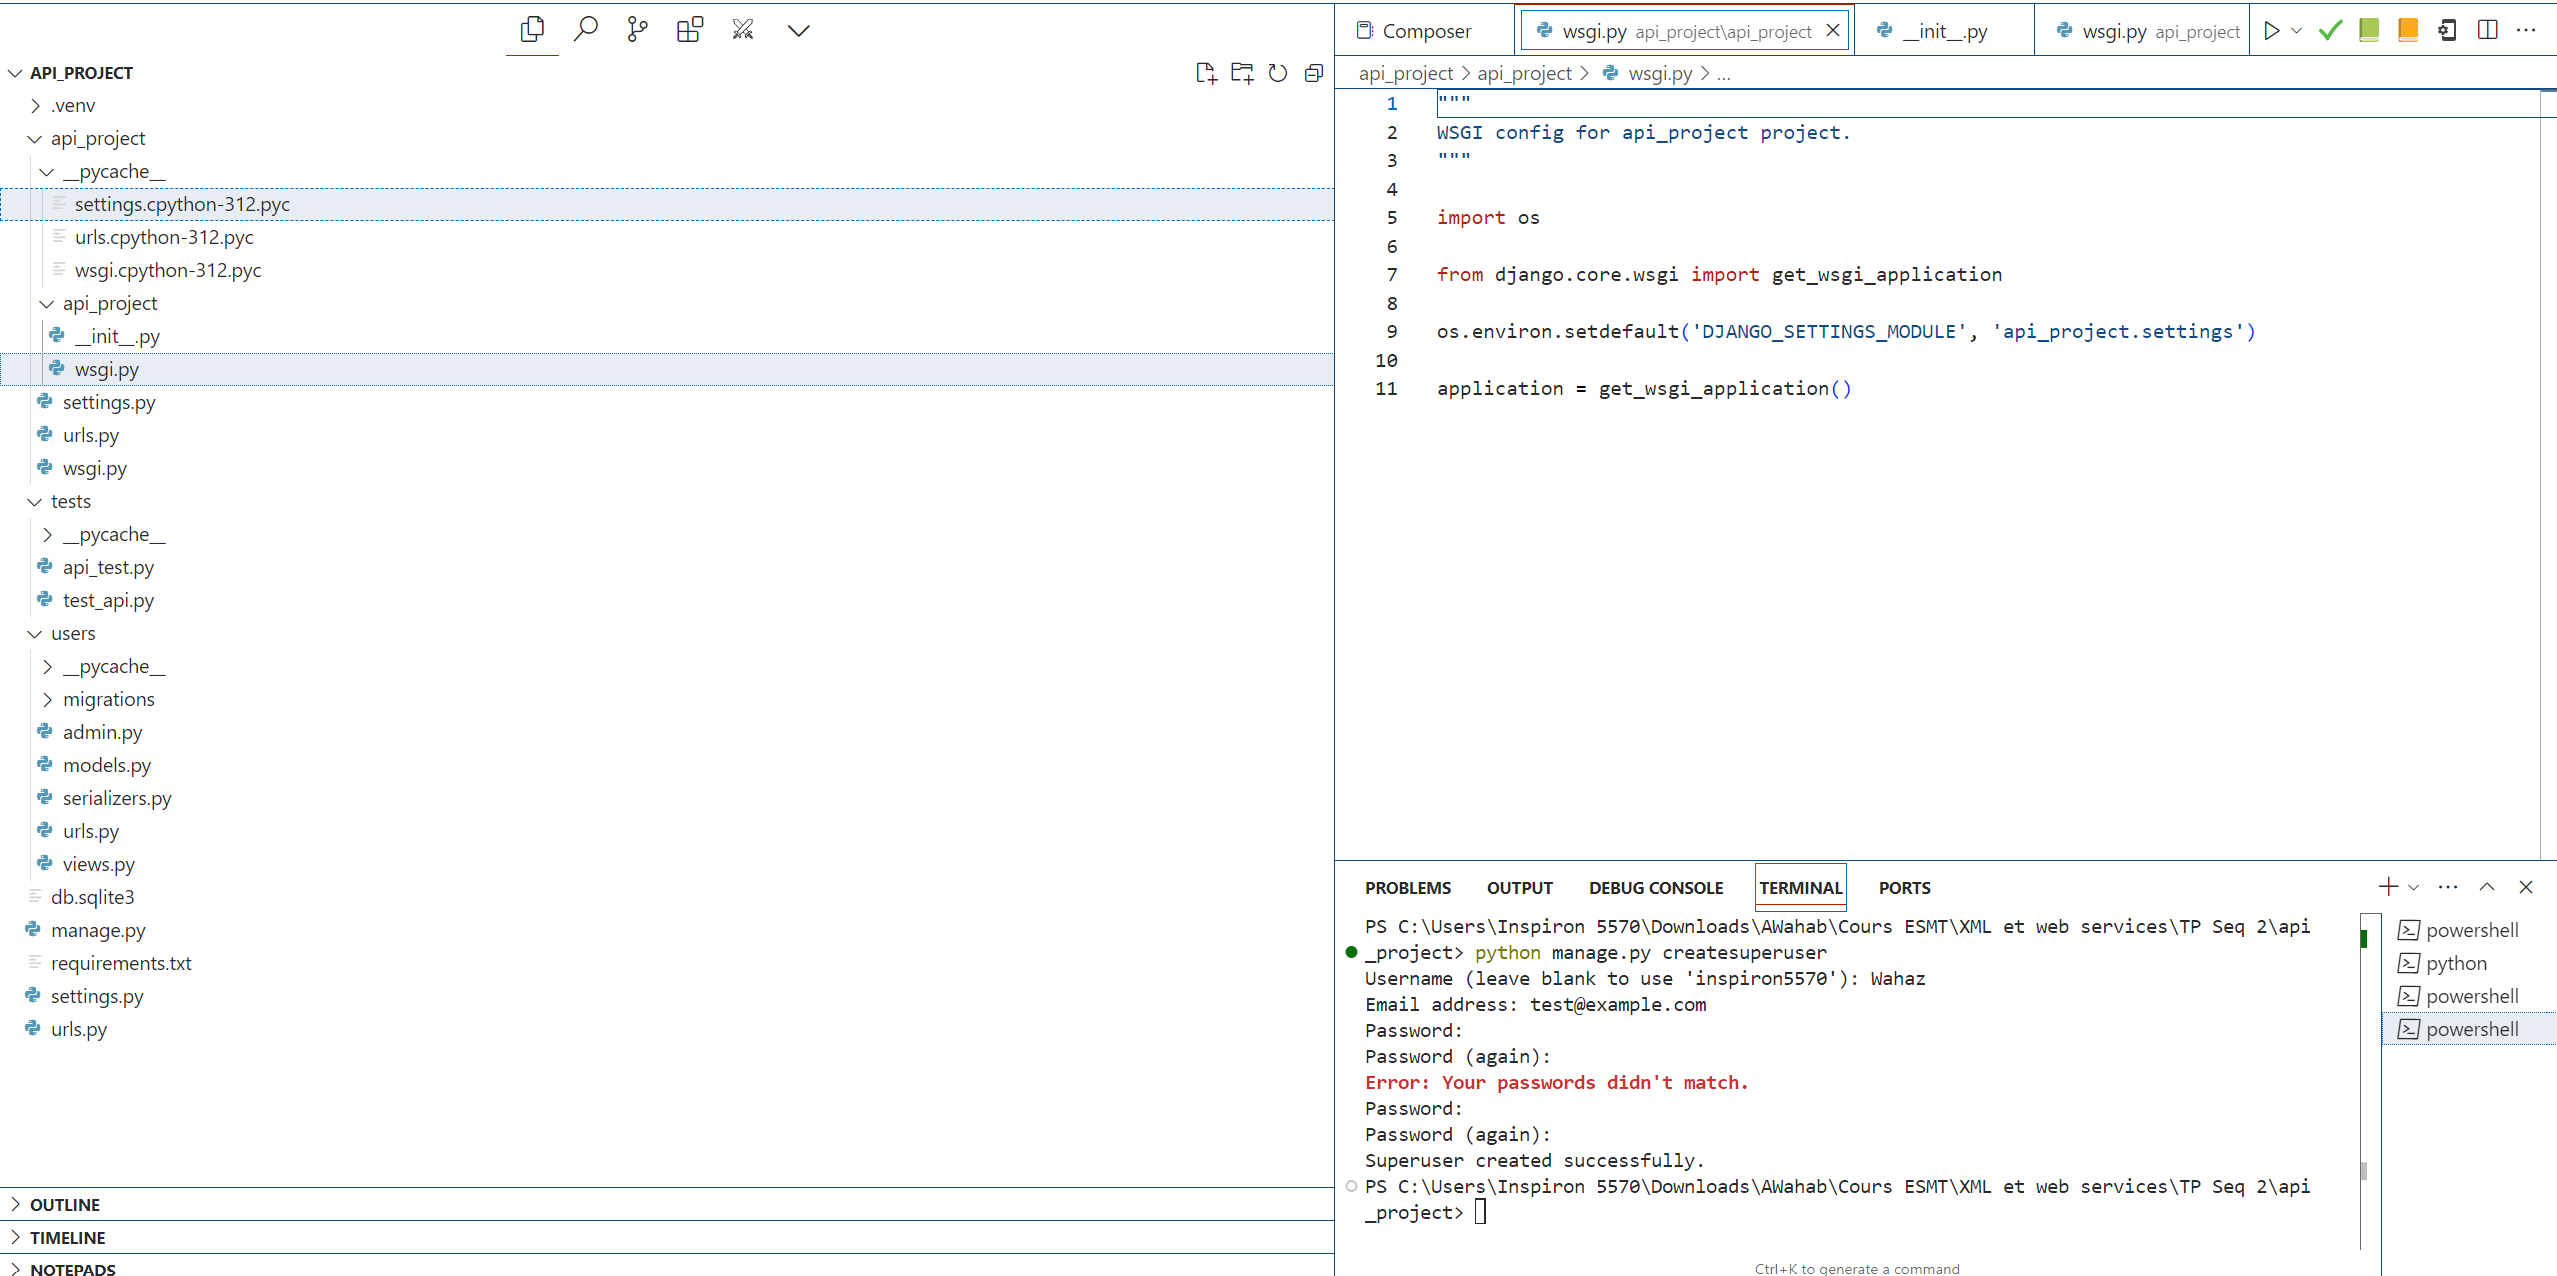 API_PROJECT
.venv
api_project
__pycache__
settings.cpython-312.pyc
urls.cpython-312.pyc
wsgi.cpython-312.pyc
api_project
__init__.py
wsgi.py
settings.py
urls.py
wsgi.py
tests
__pycache__
api_test.py
test_api.py
users
__pycache__
migrations
admin.py
models.py
serializers.py
urls.py
views.py
db.sqlite3
manage.py
requirements.txt
settings.py
urls.py
OUTLINE
TIMELINE
NOTEPADS
Composer
wsgi.py api_project\api_project
__init__.py
wsgi.py api_project
api_project > api_project > wsgi.py > ...
1 """
2 WSGI config for api_project project.
3 """
4
5 import os
6
7 from django.core.wsgi import get_wsgi_application
8
9 os.environ.setdefault('DJANGO_SETTINGS_MODULE', 'api_project.settings')
10
11 application = get_wsgi_application()
PROBLEMS OUTPUT DEBUG CONSOLE TERMINAL PORTS
PS C:\Users\Inspiron 5570\Downloads\AWahab\Cours ESMT\XML et web services\TP Seq 2\api
_project> python manage.py createsuperuser
Username (leave blank to use 'inspiron5570'): Wahaz
Email address: test@example.com
Password:
Password (again):
Error: Your passwords didn't match.
Password:
Password (again):
Superuser created successfully.
PS C:\Users\Inspiron 5570\Downloads\AWahab\Cours ESMT\XML et web services\TP Seq 2\api
_project>
powershell
python
powershell
powershell
Ctrl+K to generate a command